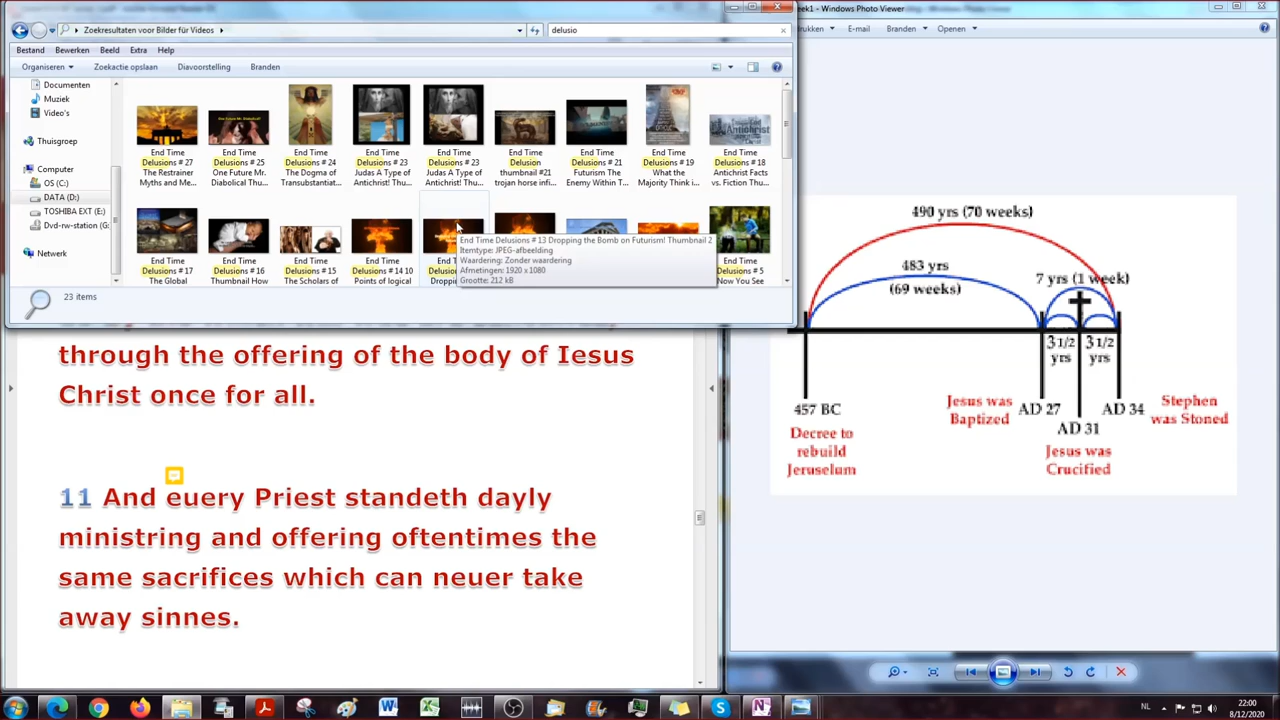 eek1 - Windows Photo Viewer
Zoekresultaten voor Bilder für Videos
delusio
Bestand Bewerken Beeld Extra Help
Organiseren Zoekactie opslaan Diavoorstelling Branden
Documenten
Muziek
Video's
Thuisgroep
Computer
OS (C:)
DATA (D:)
TOSHIBA EXT (E:)
Dvd-rw-station (G:
Netwerk
End Time
Delusions # 27
The Restrainer
Myths and Me...
End Time
Delusions # 25
One Future Mr.
Diabolical Thu...
End Time
Delusions # 24
The Dogma of
Transubstantiat...
End Time
Delusions # 23
Judas A Type of
Antichrist! Thu...
End Time
Delusions # 23
Judas A Type of
Antichrist! Thu...
End Time
Delusion
thumbnail #21
trojan horse infi...
End Time
Delusions # 21
Futurism The
Enemy Within T...
End Time
Delusions # 19
What the
Majority Think i...
Antichrist
End Time
Delusions # 18
Antichrist Facts
vs. Fiction Thu...
End Time
Delusions # 17
The Global
End Time
Delusions # 16
Thumbnail How
End Time
Delusions # 15
The Scholars of
End Time
Delusions # 14 10
Points of logical
End Time
Delusions # 5
Now You See
End Time Delusions # 13 Dropping the Bomb on Futurism! Thumbnail 2
Itemtype: JPEG-afbeelding
Waardering: Zonder waardering
Afmetingen: 1920 x 1080
Grootte: 212 kB
23 items
through the offering of the body of Iesus
Christ once for all.
11 And euery Priest standeth dayly
ministring and offering oftentimes the
same sacrifices which can neuer take
away sinnes.
rukken E-mail Branden Openen
490 yrs (70 weeks)
483 yrs
(69 weeks)
7 yrs (1 week)
3 1/2
yrs
3 1/2
yrs
457 BC
Decree to
rebuild
Jeruselum
Jesus was
Baptized
AD 27
AD 31
Jesus was
Crucified
AD 34
Stephen
was Stoned
NL
22:00
8/12/2020